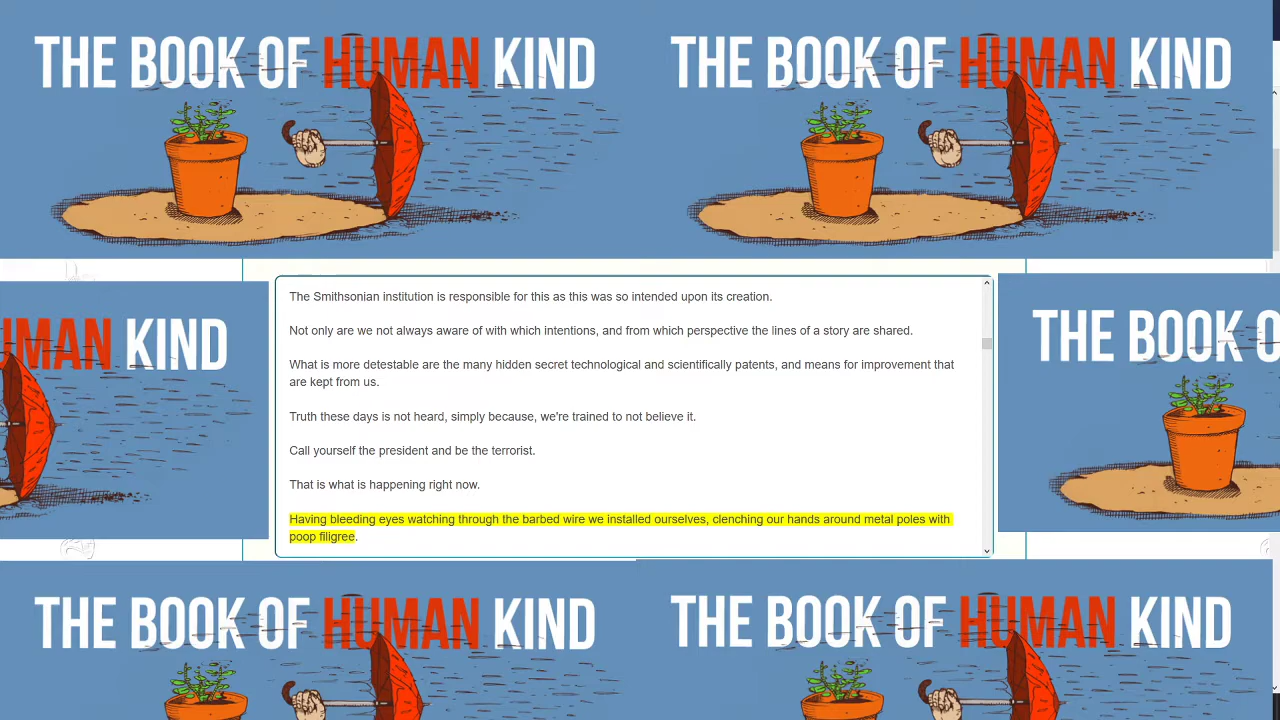 THE BOOK OF HUMAN KIND
THE BOOK OF HUMAN KIND
The Smithsonian institution is responsible for this as this was so intended upon its creation.
Not only are we not always aware of with which intentions, and from which perspective the lines of a story are shared.
What is more detestable are the many hidden secret technological and scientifically patents, and means for improvement that
are kept from us.
Truth these days is not heard, simply because, we're trained to not believe it.
Call yourself the president and be the terrorist.
That is what is happening right now.
Having bleeding eyes watching through the barbed wire we installed ourselves, clenching our hands around metal poles with
poop filigree.
MAN KIND
THE BOOK O
THE BOOK OF HUMAN KIND
THE BOOK OF HUMAN KIND